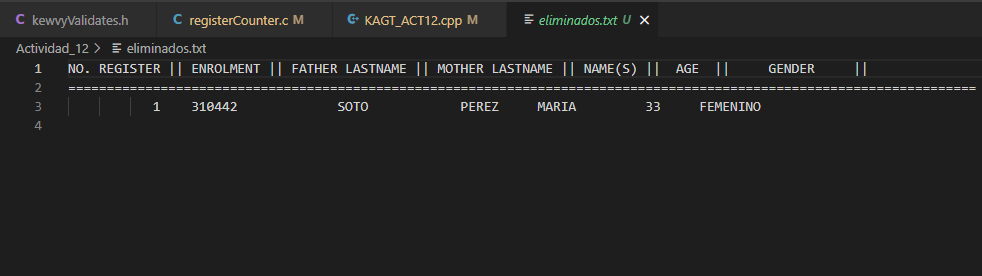 kewvyValidates.h registerCounter.c M KAGT_ACT12.cpp M eliminados.txt U
Actividad_12 > eliminados.txt
1 NO. REGISTER || ENROLMENT || FATHER LASTNAME || MOTHER LASTNAME || NAME(S) || AGE || GENDER ||
2 ======================================================================================================================
3 1 310442 SOTO PEREZ MARIA 33 FEMENINO
4